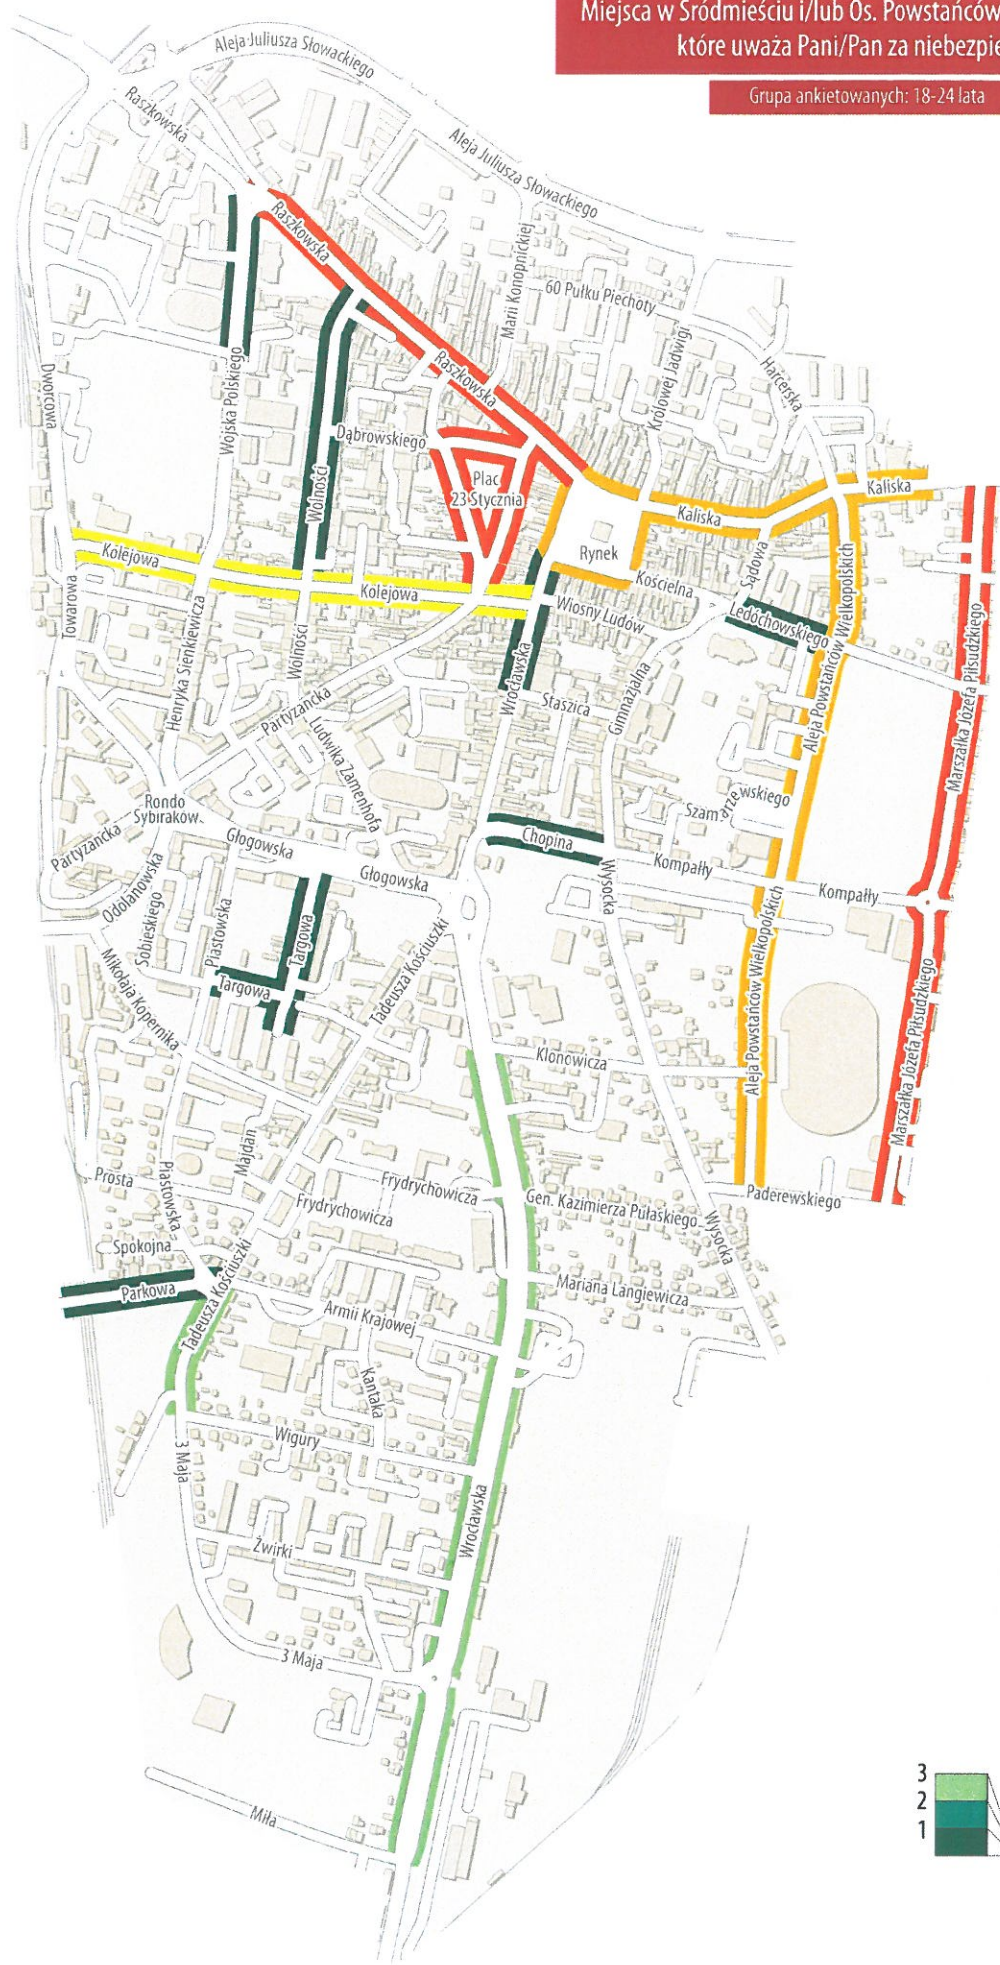 Miejsca w Śródmieściu i/lub Os. Powstańców
które uważa Pani/Pan za
Grupa ankietowanych: 18-24 lata
Aleja Juliusza Słowackiego
Raszkowska
Aleja Juliusza Słowackiego
Raszkowska
Marii Konopnickiej
60 Pułku Piechoty
Królowej Jadwigi
Harcerska
Raszkowska
Dworcowa
Wojska Polskiego
Dąbrowskiego
Wolności
Plac
23 Stycznia
Kaliska
Kaliska
Rynek
Kolejowa
Kolejowa
Kościelna
Sądowa
Towarowa
Wiosny Ludów
Ledóchowskiego
Aleja Powstańców Wielkopolskich
Marszałka Józefa Piłsudzkiego
Henryka Sienkiewicza
Wolności
Wrocławska
Staszica
Gimnazjalna
Partyzancka
Ludwika Zamenhofa
Rondo
Sybiraków
Szamarzewskiego
Partyzancka
Głogowska
Chopina
Głogowska
Kompałły
Kompałły
Wysocka
Odolanowska
Sobieskiego
Piastowska
Targowa
Targowa
Tadeusza Kościuszki
Mikołaja Kopernika
Aleja Powstańców Wielkopolskich
Marszałka Józefa Piłsudzkiego
Klonowicza
Majdan
Prosta
Piastowska
Frydrychowicza
Frydrychowicza
Gen. Kazimierza Pułaskiego
Paderewskiego
Wysocka
Spokojna
Parkowa
Tadeusza Kościuszki
Mariana Langiewicza
Armii Krajowej
Kantaka
Wigury
3 Maja
Wrocławska
Żwirki
3 Maja
Miła
3
2
1